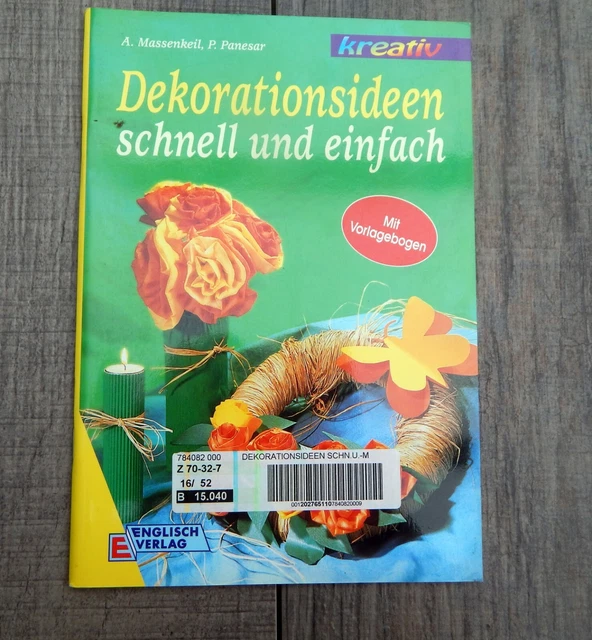 A. Massenkeil, P. Panesar
kreativ
Dekorationsideen
schnell und einfach
Mit
Vorlagebogen
784082 000
DEKORATIONSIDEEN SCHN.U.-M
Z 70-32-7
16/ 52
B 15.040
0012027651107840820009
E ENGLISCH
VERLAG